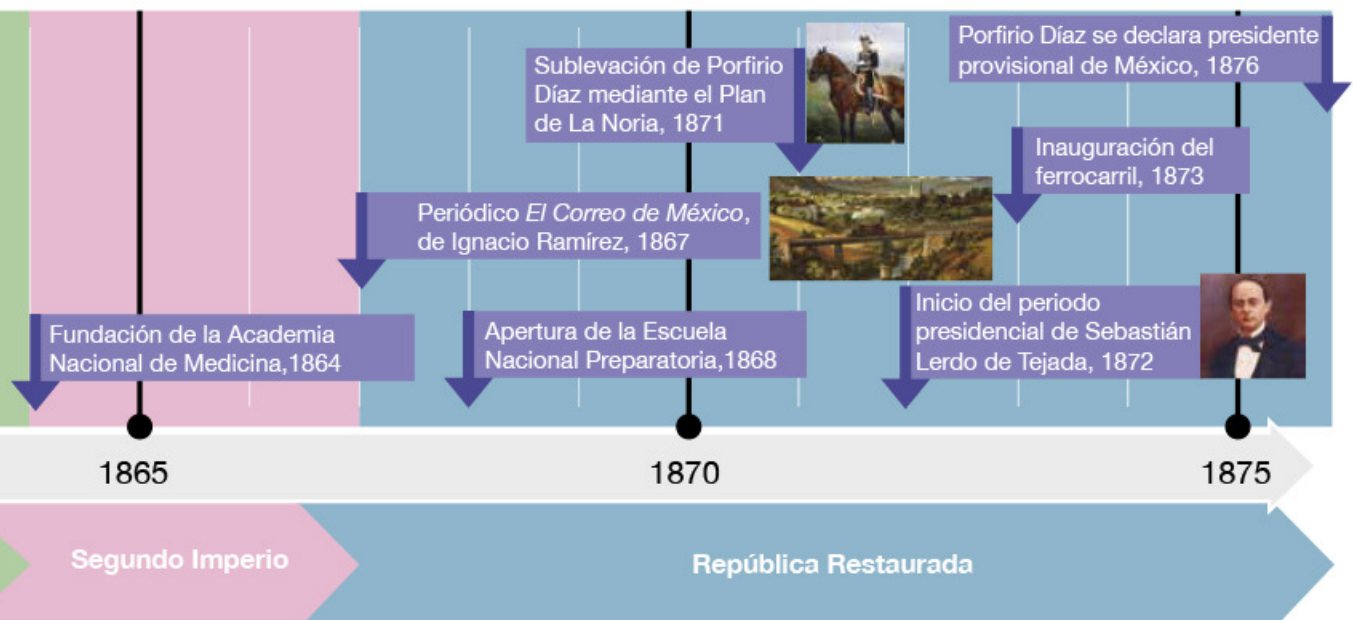 Sublevación de Porfirio
Díaz mediante el Plan
de La Noria, 1871
Porfirio Díaz se declara presidente
provisional de México, 1876
Inauguración del
ferrocarril, 1873
Periódico El Correo de México,
de Ignacio Ramírez, 1867
Fundación de la Academia
Nacional de Medicina,1864
Apertura de la Escuela
Nacional Preparatoria,1868
Inicio del periodo
presidencial de Sebastián
Lerdo de Tejada, 1872
1865
1870
1875
Segundo Imperio
República Restaurada